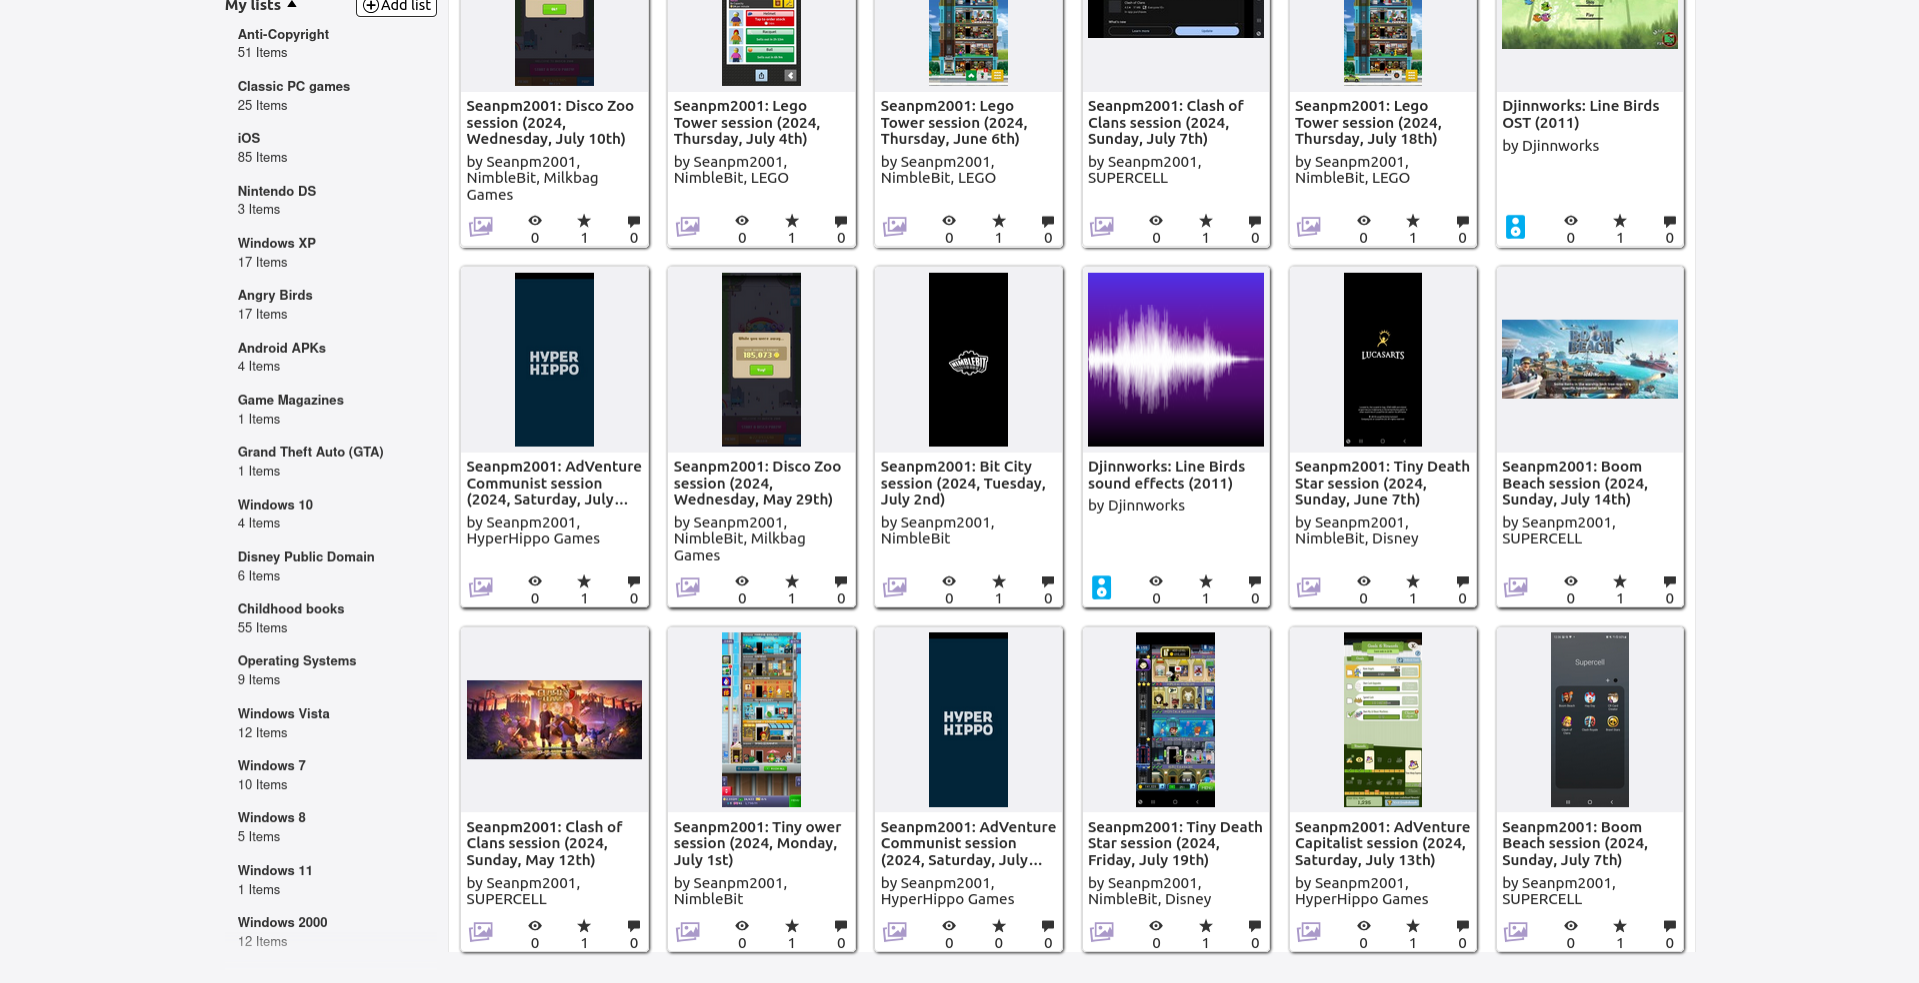 My lists ▲
Add list
Anti-Copyright
51 Items
Classic PC games
25 Items
iOS
85 Items
Nintendo DS
3 Items
Windows XP
17 Items
Angry Birds
17 Items
Android APKs
4 Items
Game Magazines
1 Items
Grand Theft Auto (GTA)
1 Items
Windows 10
4 Items
Disney Public Domain
6 Items
Childhood books
55 Items
Operating Systems
9 Items
Windows Vista
12 Items
Windows 7
10 Items
Windows 8
5 Items
Windows 11
1 Items
Windows 2000
12 Items
Seanpm2001: Disco Zoo
session (2024,
Wednesday, July 10th)
by Seanpm2001,
NimbleBit, Milkbag
Games
0 1 0
Seanpm2001: Lego
Tower session (2024,
Thursday, July 4th)
by Seanpm2001,
NimbleBit, LEGO
0 1 0
Seanpm2001: Lego
Tower session (2024,
Thursday, June 6th)
by Seanpm2001,
NimbleBit, LEGO
0 1 0
Seanpm2001: Clash of
Clans session (2024,
Sunday, July 7th)
by Seanpm2001,
SUPERCELL
0 1 0
Seanpm2001: Lego
Tower session (2024,
Thursday, July 18th)
by Seanpm2001,
NimbleBit, LEGO
0 1 0
Play
Djinnworks: Line Birds
OST (2011)
by Djinnworks
0 1 0
HYPER
HIPPO
Seanpm2001: AdVenture
Communist session
(2024, Saturday, July...
by Seanpm2001,
HyperHippo Games
0 1 0
While you were away...
185,073
Seanpm2001: Disco Zoo
session (2024,
Wednesday, May 29th)
by Seanpm2001,
NimbleBit, Milkbag
Games
0 1 0
NIMBLEBIT
Seanpm2001: Bit City
session (2024, Tuesday,
July 2nd)
by Seanpm2001,
NimbleBit
0 1 0
Djinnworks: Line Birds
sound effects (2011)
by Djinnworks
0 1 0
LUCASARTS
Seanpm2001: Tiny Death
Star session (2024,
Sunday, June 7th)
by Seanpm2001,
NimbleBit, Disney
0 1 0
BOOM
BEACH
Seanpm2001: Boom
Beach session (2024,
Sunday, July 14th)
by Seanpm2001,
SUPERCELL
0 1 0
Seanpm2001: Clash of
Clans session (2024,
Sunday, May 12th)
by Seanpm2001,
SUPERCELL
0 1 0
Seanpm2001: Tiny ower
session (2024, Monday,
July 1st)
by Seanpm2001,
NimbleBit
0 1 0
HYPER
HIPPO
Seanpm2001: AdVenture
Communist session
(2024, Saturday, July...
by Seanpm2001,
HyperHippo Games
0 0 0
Seanpm2001: Tiny Death
Star session (2024,
Friday, July 19th)
by Seanpm2001,
NimbleBit, Disney
0 1 0
Seanpm2001: AdVenture
Capitalist session (2024,
Saturday, July 13th)
by Seanpm2001,
HyperHippo Games
0 1 0
Supercell
Seanpm2001: Boom
Beach session (2024,
Sunday, July 7th)
by Seanpm2001,
SUPERCELL
0 1 0